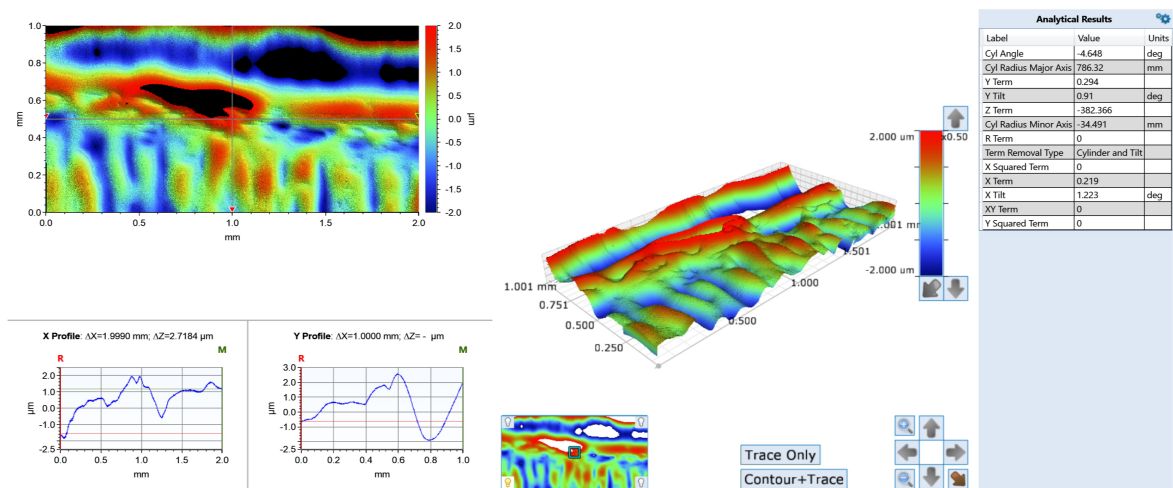 1.0
0.8
0.6
0.4
0.2
0.0
mm
0.0
0.5
1.0
1.5
2.0
mm
2.0
1.5
1.0
0.5
0.0
-0.5
-1.0
-1.5
-2.0
µm
X Profile: ΔX=1.9990 mm; ΔZ=2.7184 µm
R
M
2.0
1.0
0.0
-1.0
-2.5
µm
0.0
0.5
1.0
1.5
2.0
mm
Y Profile: ΔX=1.0000 mm; ΔZ= - µm
R
M
3.0
2.0
1.0
0.0
-1.0
-2.5
µm
0.0
0.2
0.4
0.6
0.8
1.0
mm
2.000 um
x0.50
-2.000 um
1.001 mm
0.751
0.500
0.250
0.500
1.000
1.501
Trace Only
Contour+Trace
Analytical Results
Label Value Units
Cyl Angle -4.648 deg
Cyl Radius Major Axis 786.32 mm
Y Term 0.294
Y Tilt 0.91 deg
Z Term -382.366
Cyl Radius Minor Axis -34.491 mm
R Term 0
Term Removal Type Cylinder and Tilt
X Squared Term 0
X Term 0.219
X Tilt 1.223 deg
XY Term 0
Y Squared Term 0